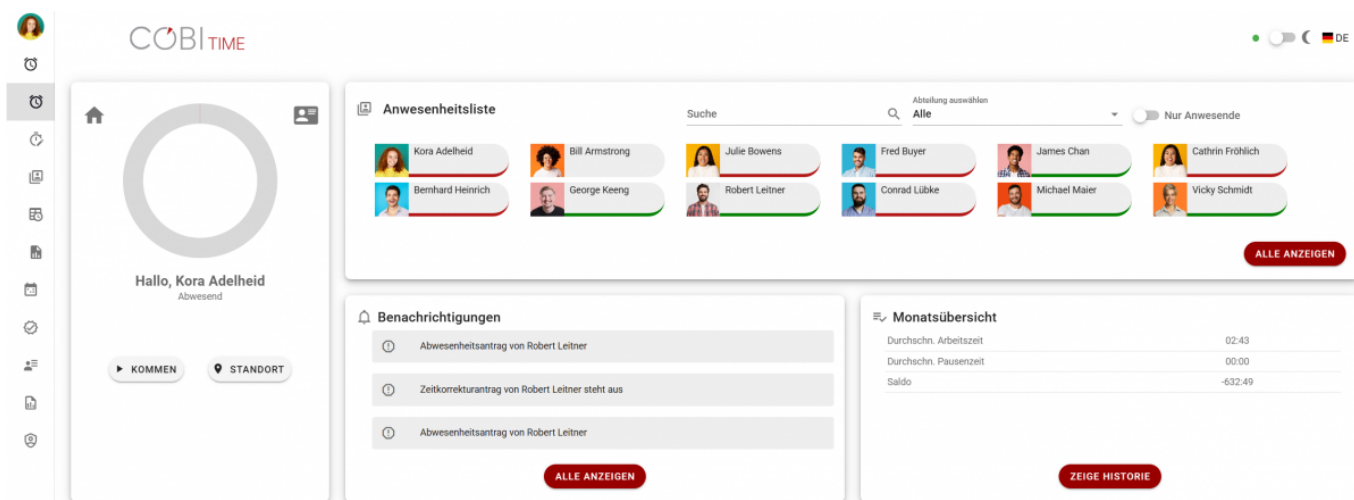 COBI TIME
DE
Hallo, Kora Adelheid
Abwesend
KOMMEN
STANDORT
Anwesenheitsliste
Suche
Abteilung auswählen
Alle
Nur Anwesende
Kora Adelheid
Bill Armstrong
Julie Bowens
Fred Buyer
James Chan
Cathrin Fröhlich
Bernhard Heinrich
George Keeng
Robert Leitner
Conrad Lübke
Michael Maier
Vicky Schmidt
ALLE ANZEIGEN
Benachrichtigungen
Abwesenheitsantrag von Robert Leitner
Zeitkorrekturantrag von Robert Leitner steht aus
Abwesenheitsantrag von Robert Leitner
ALLE ANZEIGEN
Monatsübersicht
Durchschn. Arbeitszeit 02:43
Durchschn. Pausenzeit 00:00
Saldo -632:49
ZEIGE HISTORIE